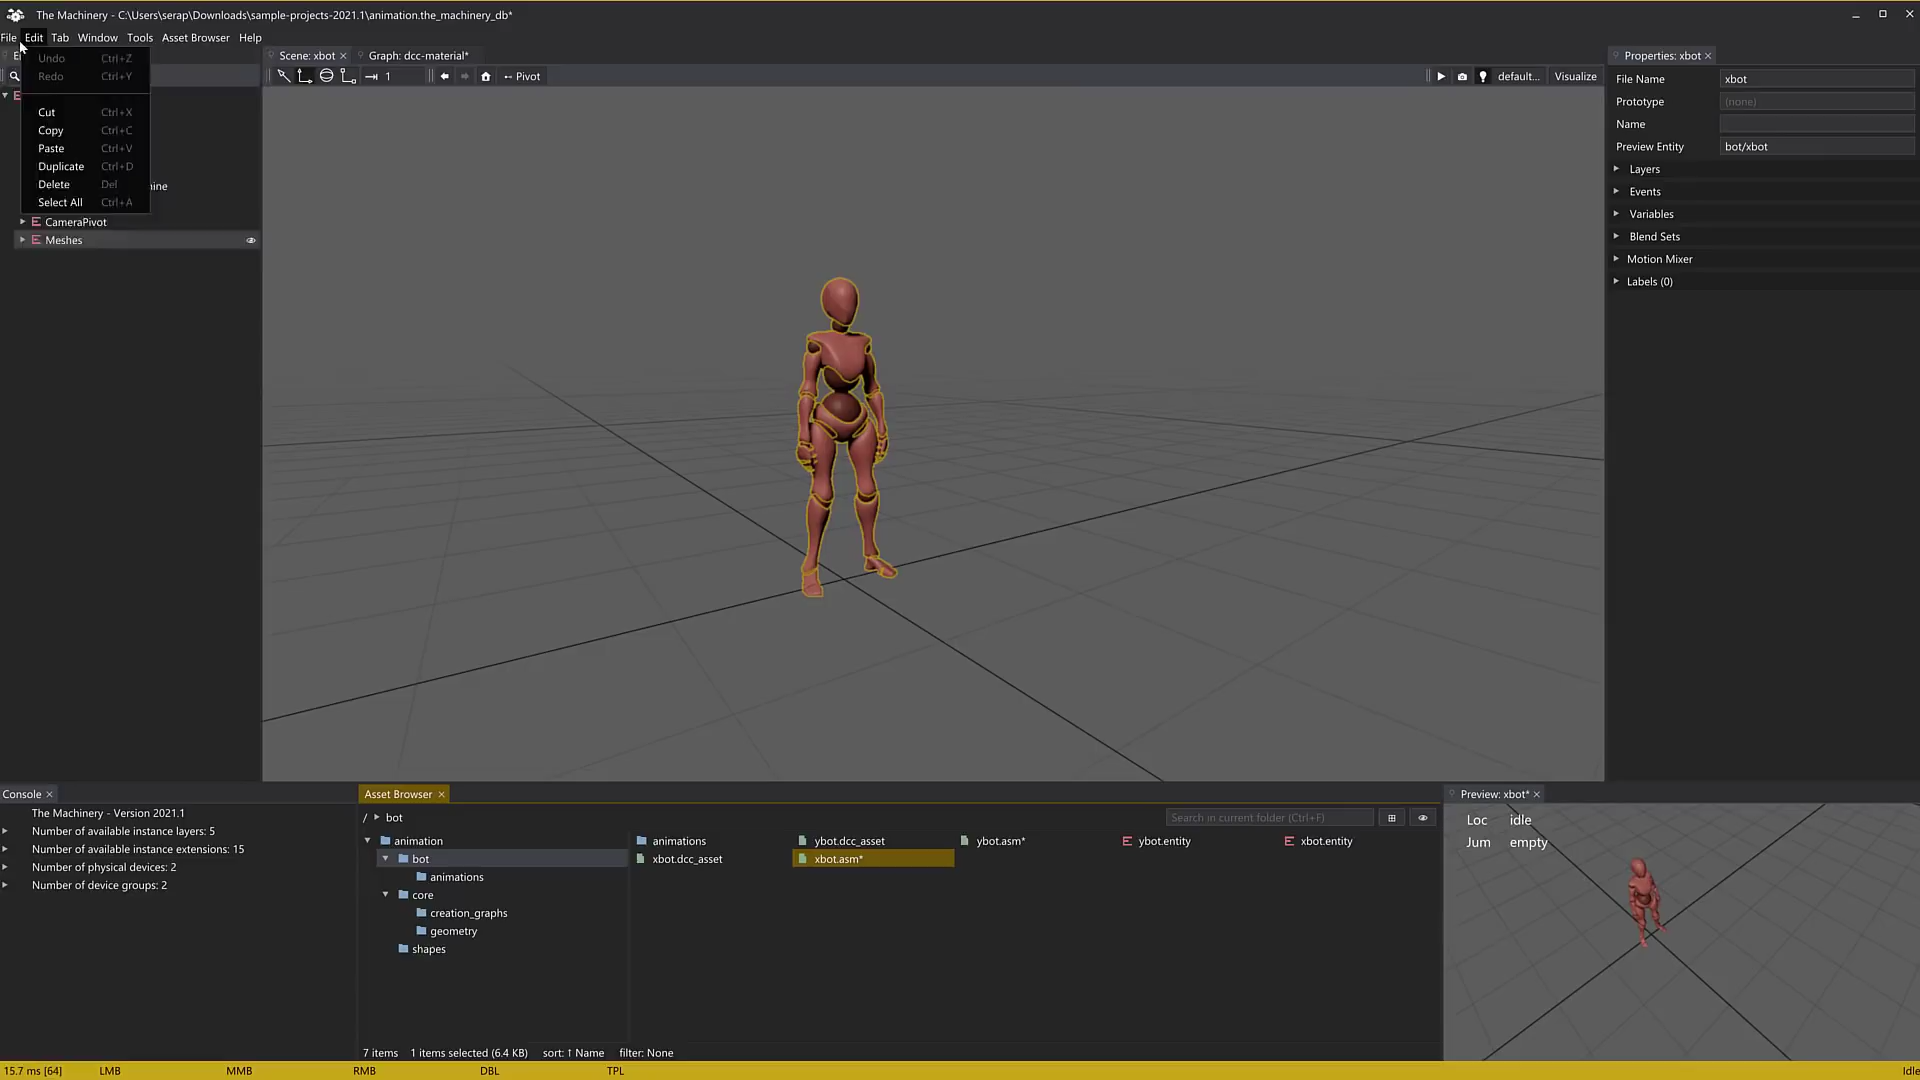 The Machinery - C:\Users\serap\Downloads\sample-projects-2021.1\animation.the_machinery_db*
File Edit Tab Window Tools Asset Browser Help
Undo Ctrl+Z
Redo Ctrl+Y
Cut Ctrl+X
Copy Ctrl+C
Paste Ctrl+V
Duplicate Ctrl+D
Delete Del
Select All Ctrl+A
CameraPivot
Meshes
Scene: xbot
Graph: dcc-material*
1
Pivot
default...
Visualize
Properties: xbot
File Name xbot
Prototype (none)
Name
Preview Entity bot/xbot
Layers
Events
Variables
Blend Sets
Motion Mixer
Labels (0)
Console
The Machinery - Version 2021.1
Number of available instance layers: 5
Number of available instance extensions: 15
Number of physical devices: 2
Number of device groups: 2
Asset Browser
/ bot
Search in current folder (Ctrl+F)
animation
bot
animations
core
creation_graphs
geometry
shapes
animations ybot.dcc_asset ybot.asm* ybot.entity xbot.entity
xbot.dcc_asset xbot.asm*
7 items 1 items selected (6.4 KB) sort: ↑ Name filter: None
Preview: xbot*
Loc idle
Jum empty
15.7 ms [64] LMB MMB RMB DBL TPL Idle